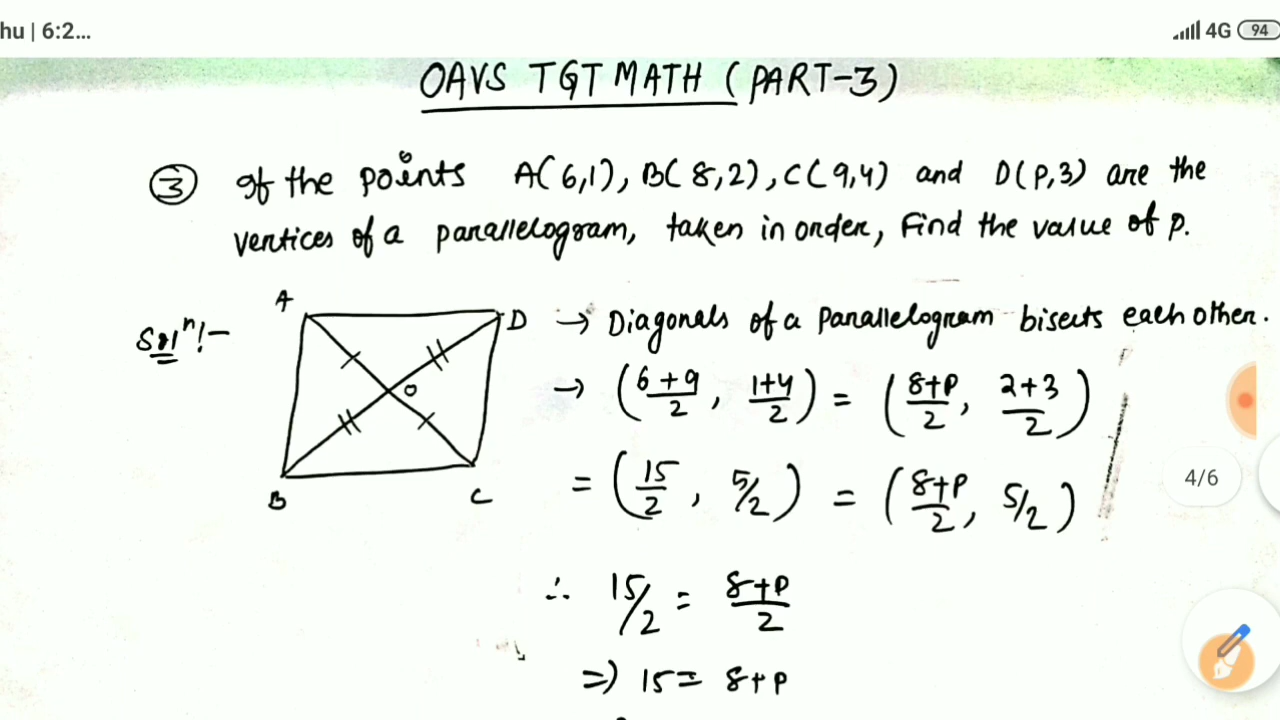 hu | 6:2...
4G 94
OAVS TGT MATH (PART-3)
③ If the points A(6,1), B(8,2), C(9,4) and D(P,3) are the
vertices of a parallelogram, taken in order, Find the value of p.
Solⁿ:-
A
D
O
B
C
→ Diagonals of a Parallelogram bisects each other.
→ (6+9/2, 1+4/2) = (8+P/2, 2+3/2)
= (15/2, 5/2) = (8+P/2, 5/2)
4/6
∴ 15/2 = 8+P/2
=) 15 = 8+P